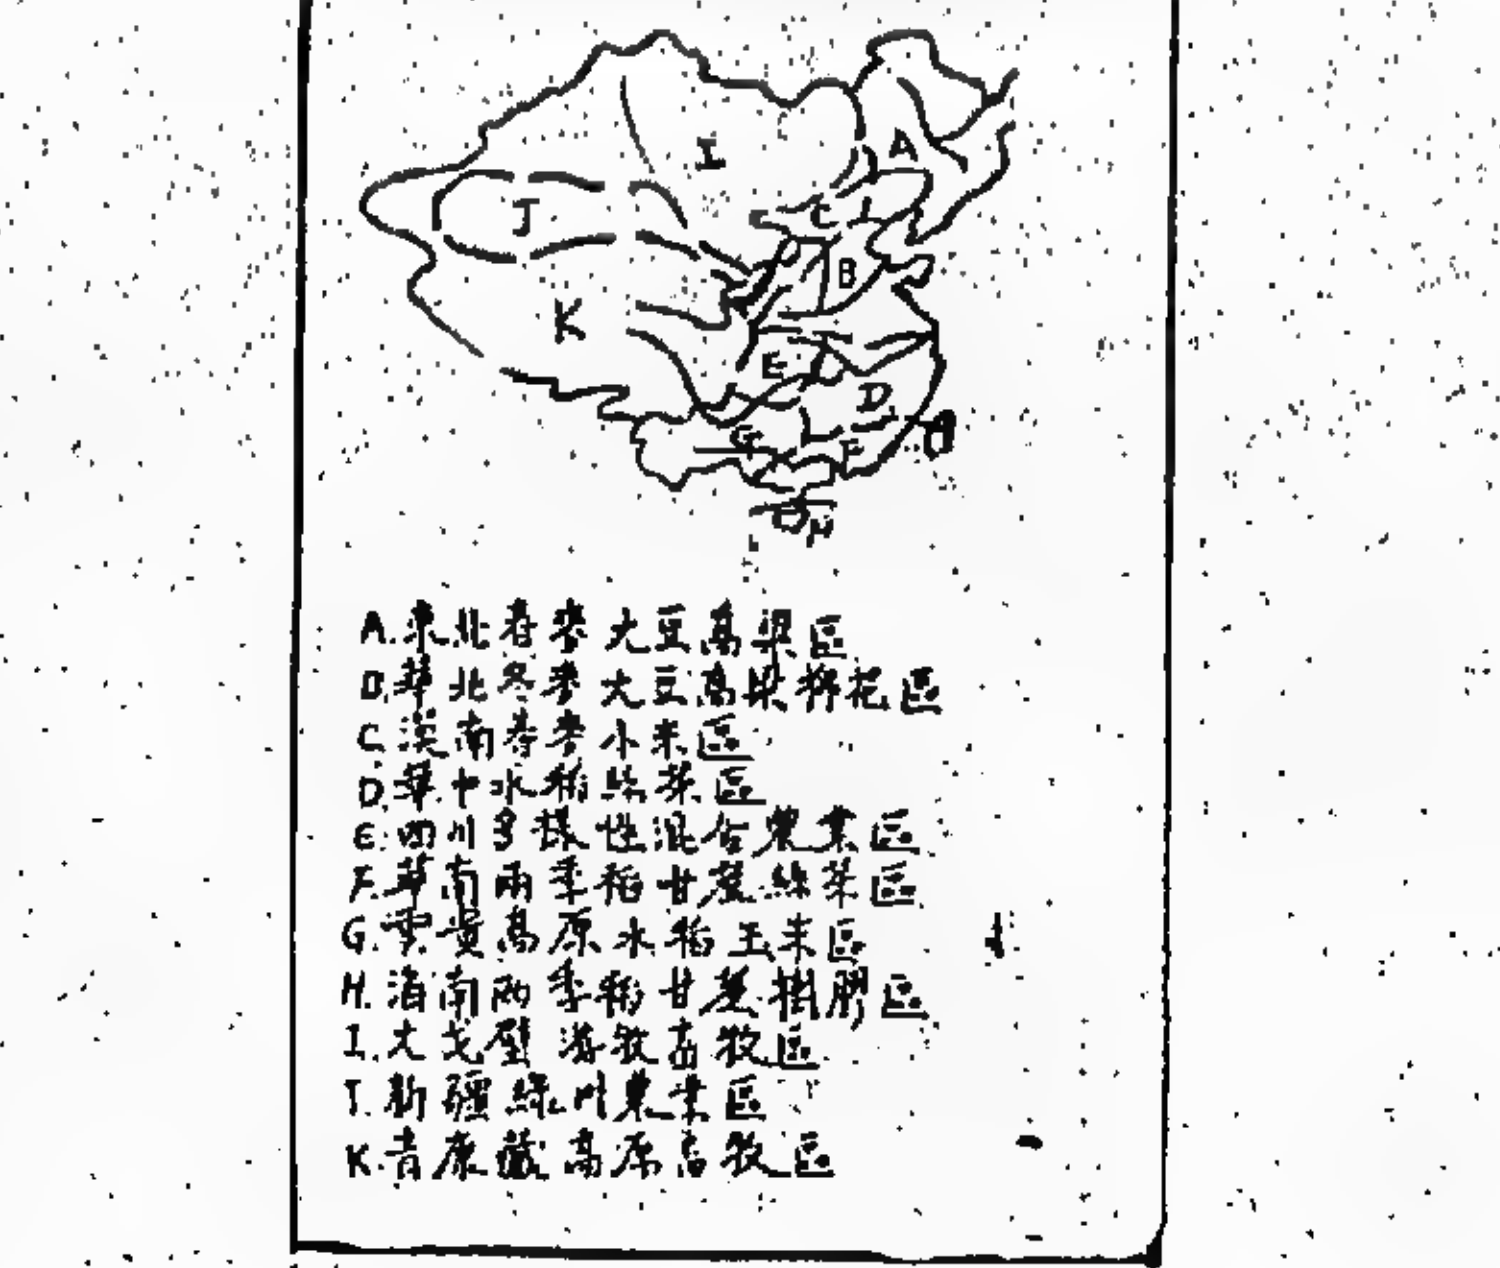 I
A
J
C
B
K
E
D
G
F
H
A.東北春麥大豆高粱區
B.華北冬麥大豆高粱棉花區
C.漠南春麥小米區
D.華中水稻絲茶區
E.四川多樣性混合農業區
F.華南兩季稻甘蔗絲茶區
G.雲貴高原水稻玉米區
H.海南兩季稻甘蔗樹膠區
I.大戈壁游牧畜牧區
J.新疆綠州農業區
K.青康藏高原畜牧區